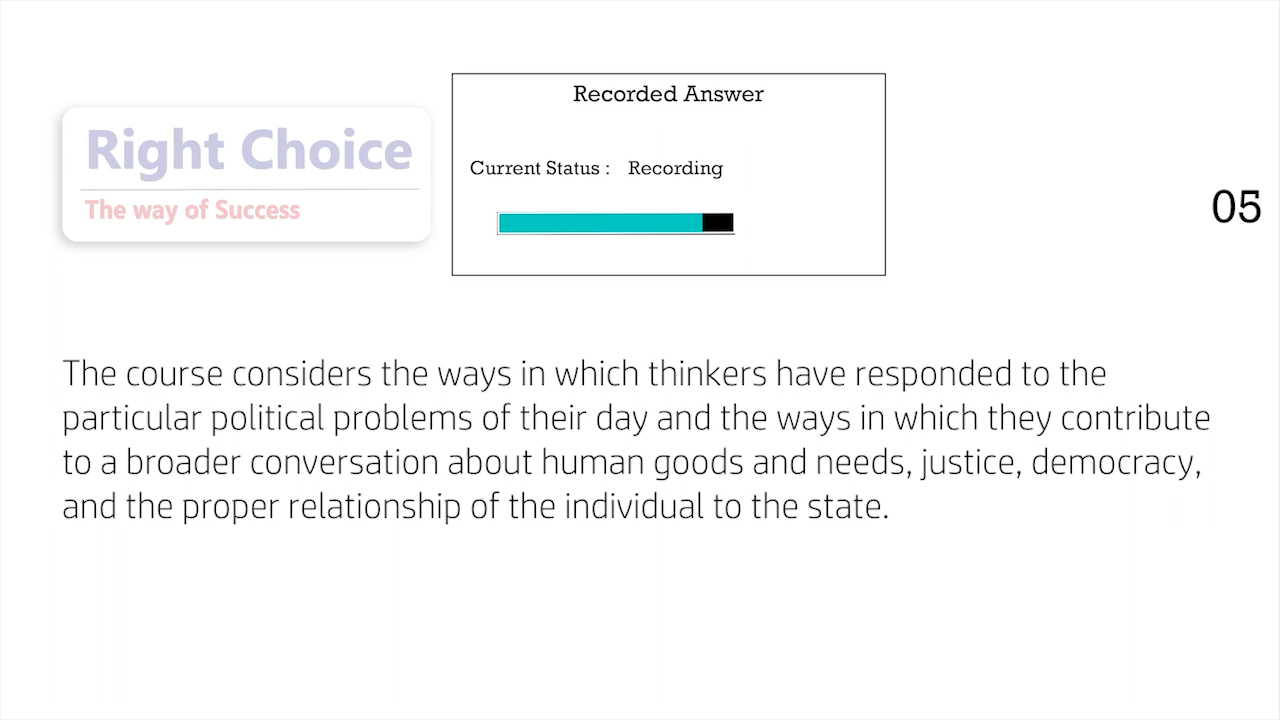 Recorded Answer
Right Choice
Current Status : Recording
The way of Success
05
The course considers the ways in which thinkers have responded to the
particular political problems of their day and the ways in which they contribute
to a broader conversation about human goods and needs, justice, democracy,
and the proper relationship of the individual to the state.